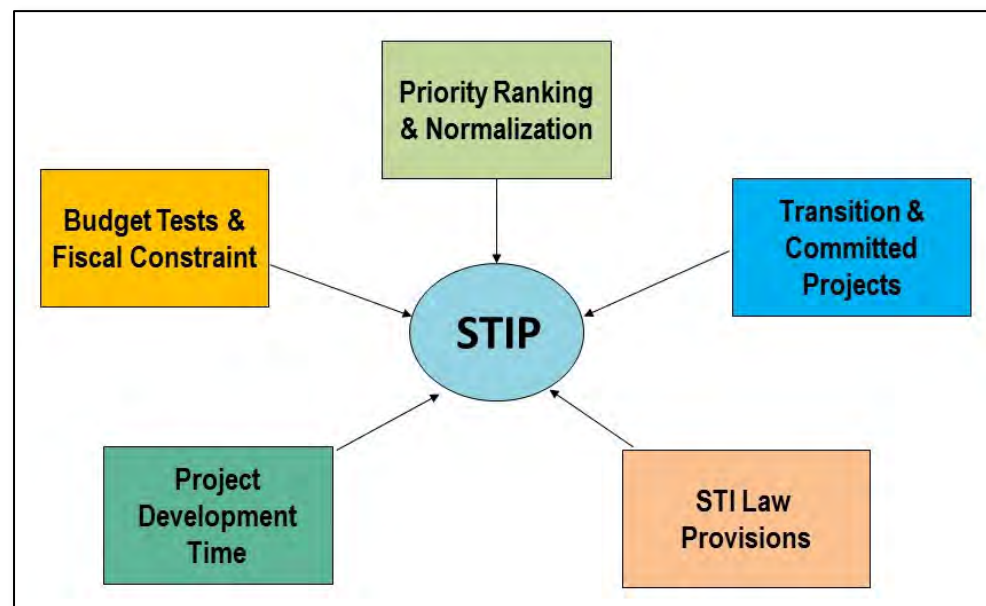 Priority Ranking
& Normalization
Budget Tests &
Fiscal Constraint
Transition &
Committed
Projects
STIP
Project
Development
Time
STI Law
Provisions